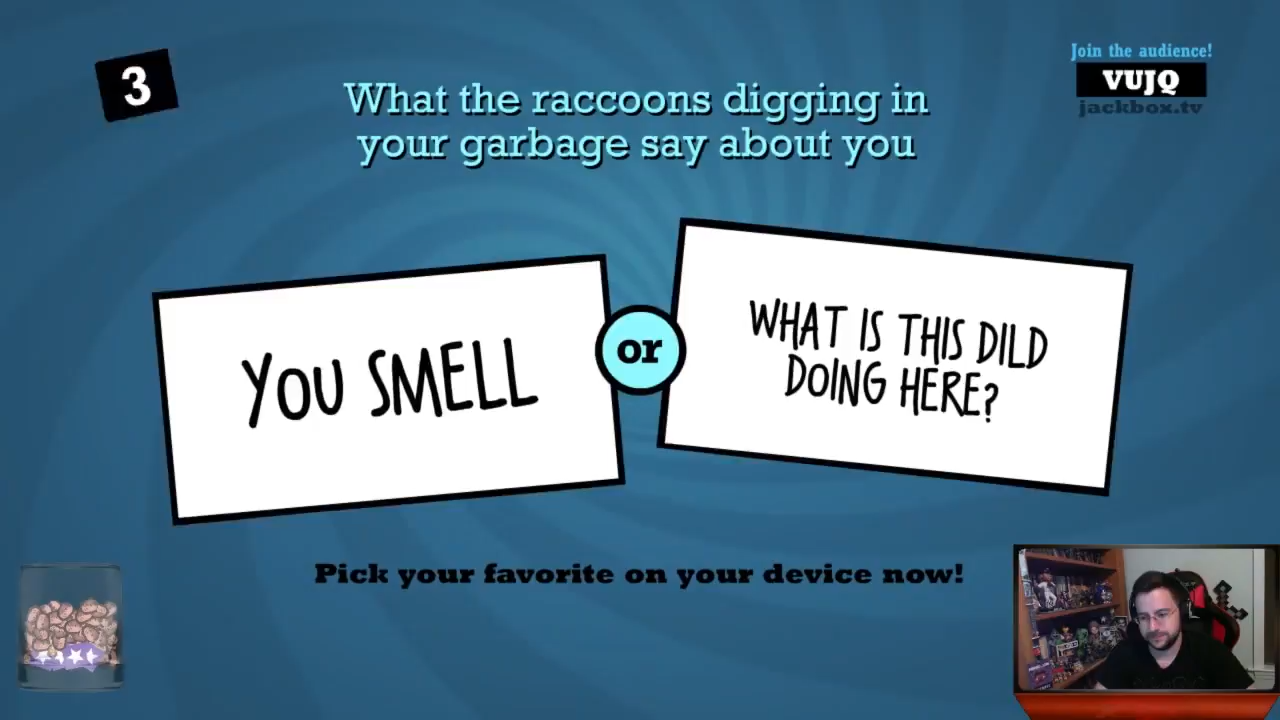 3
Join the audience!
VUJQ
jackbox.tv
What the raccoons digging in
your garbage say about you
YOU SMELL
or
WHAT IS THIS DILD
DOING HERE?
Pick your favorite on your device now!